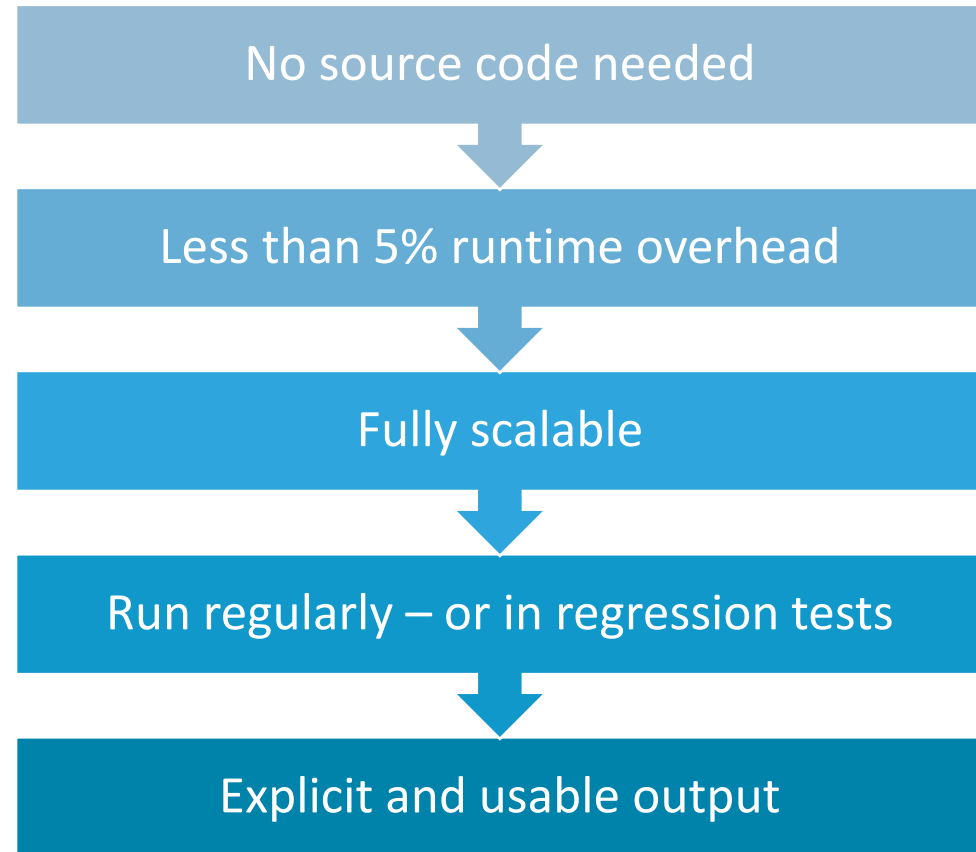 No source code needed
Less than 5% runtime overhead
Fully scalable
Run regularly – or in regression tests
Explicit and usable output